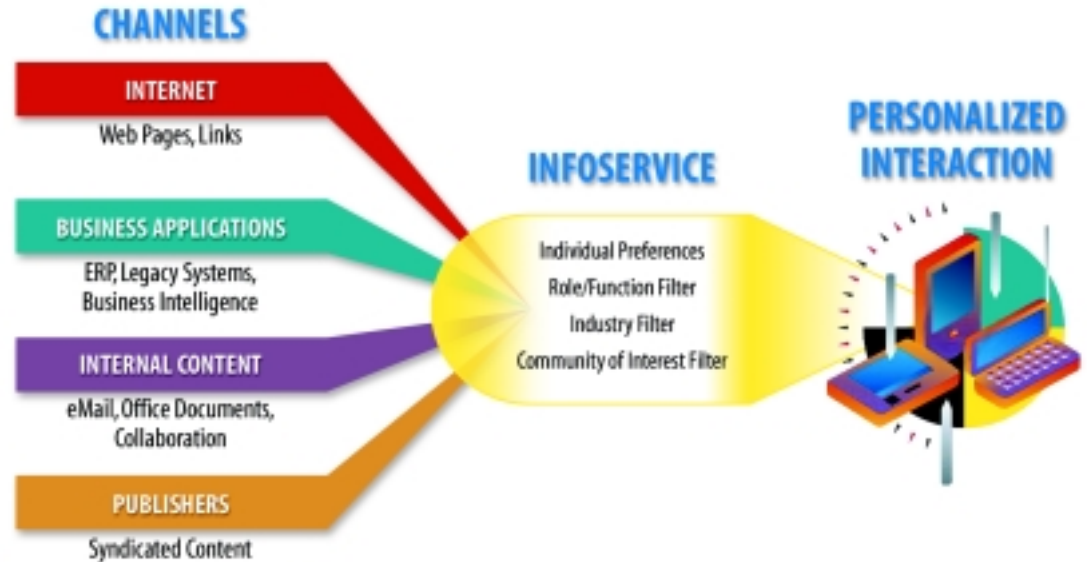 CHANNELS
INTERNET
Web Pages, Links
BUSINESS APPLICATIONS
ERP, Legacy Systems,
Business Intelligence
INTERNAL CONTENT
eMail, Office Documents,
Collaboration
PUBLISHERS
Syndicated Content
INFOSERVICE
Individual Preferences
Role/Function Filter
Industry Filter
Community of Interest Filter
PERSONALIZED
INTERACTION